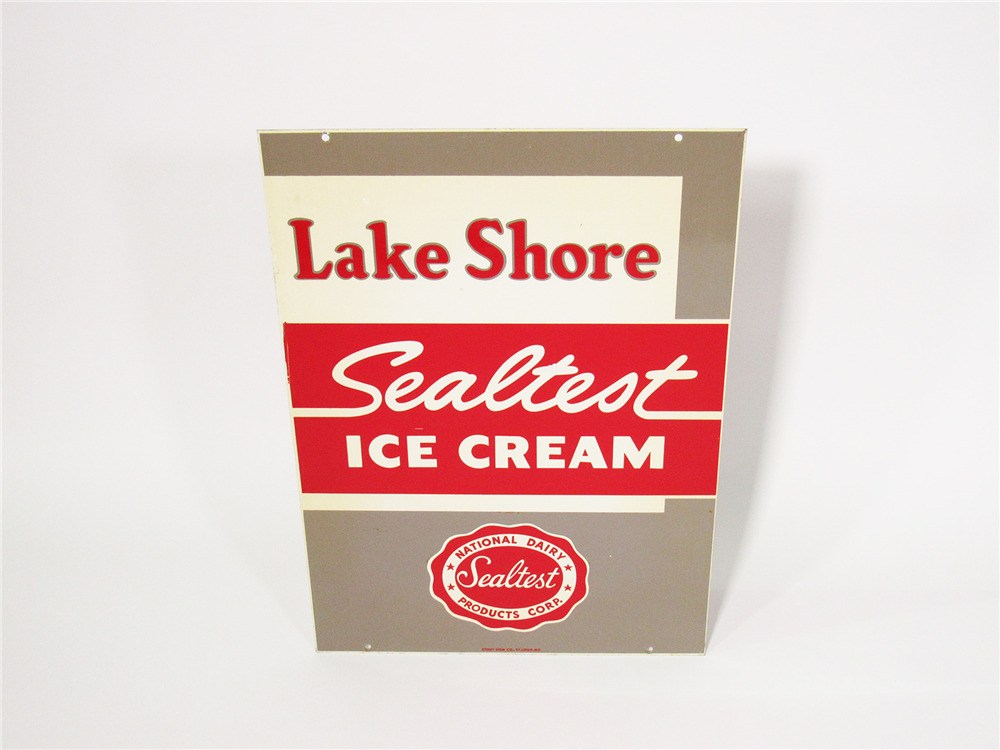 Lake Shore
Sealtest
ICE CREAM
NATIONAL DAIRY
Sealtest
PRODUCTS CORP.